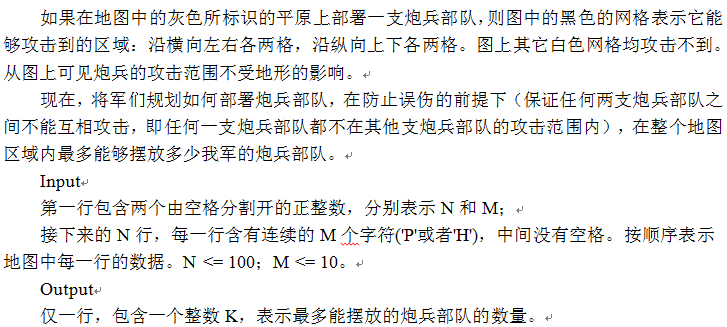 如果在地图中的灰色所标识的平原上部署一支炮兵部队,则图中的黑色的网格表示它能
够攻击到的区域：沿横向左右各两格，沿纵向上下各两格。图上其它白色网格均攻击不到。
从图上可见炮兵的攻击范围不受地形的影响。
现在，将军们规划如何部署炮兵部队，在防止误伤的前提下（保证任何两支炮兵部队之
间不能互相攻击，即任何一支炮兵部队都不在其他支炮兵部队的攻击范围内），在整个地图
区域内最多能够摆放多少我军的炮兵部队。
Input
第一行包含两个由空格分割开的正整数，分别表示 N 和 M；
接下来的 N 行，每一行含有连续的 M 个字符('P'或者'H')，中间没有空格。按顺序表示
地图中每一行的数据。N <= 100；M <= 10。
Output
仅一行，包含一个整数 K，表示最多能摆放的炮兵部队的数量。